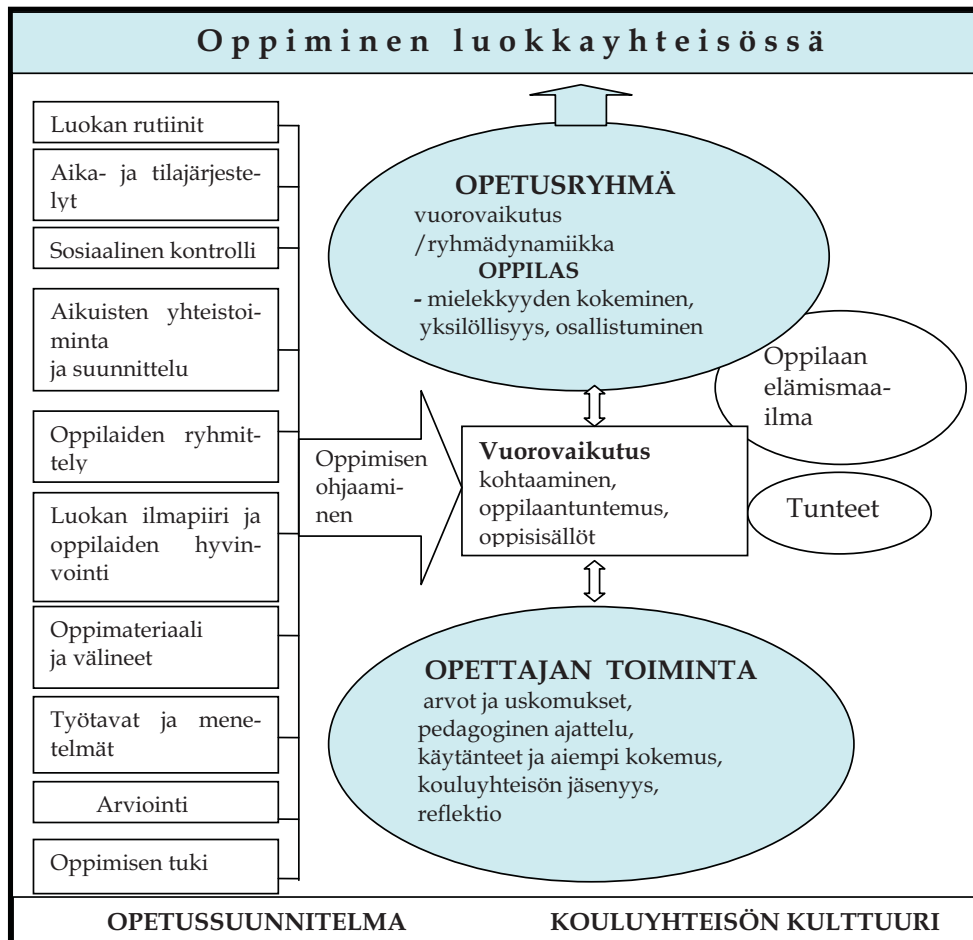 Oppiminen luokkayhteisössä
Luokan rutiinit
Aika- ja tilajärjeste-
lyt
Sosiaalinen kontrolli
Aikuisten yhteistoi-
minta
ja suunnittelu
Oppilaiden ryhmit-
tely
Luokan ilmapiiri ja
oppilaiden hyvin-
vointi
Oppimateriaali
ja välineet
Työtavat ja mene-
telmät
Arviointi
Oppimisen tuki
Oppimisen
ohjaami-
nen
OPETUSRYHMÄ
vuorovaikutus
/ryhmädynamiikka
OPPILAS
- mielekkyyden kokeminen,
yksilöllisyys, osallistuminen
Oppilaan
elämismaa-
ilma
Vuorovaikutus
kohtaaminen,
oppilaantuntemus,
oppisisällöt
Tunteet
OPETTAJAN TOIMINTA
arvot ja uskomukset,
pedagoginen ajattelu,
käytänteet ja aiempi kokemus,
kouluyhteisön jäsenyys,
reflektio
OPETUSSUUNNITELMA KOULUYHTEISÖN KULTTUURI